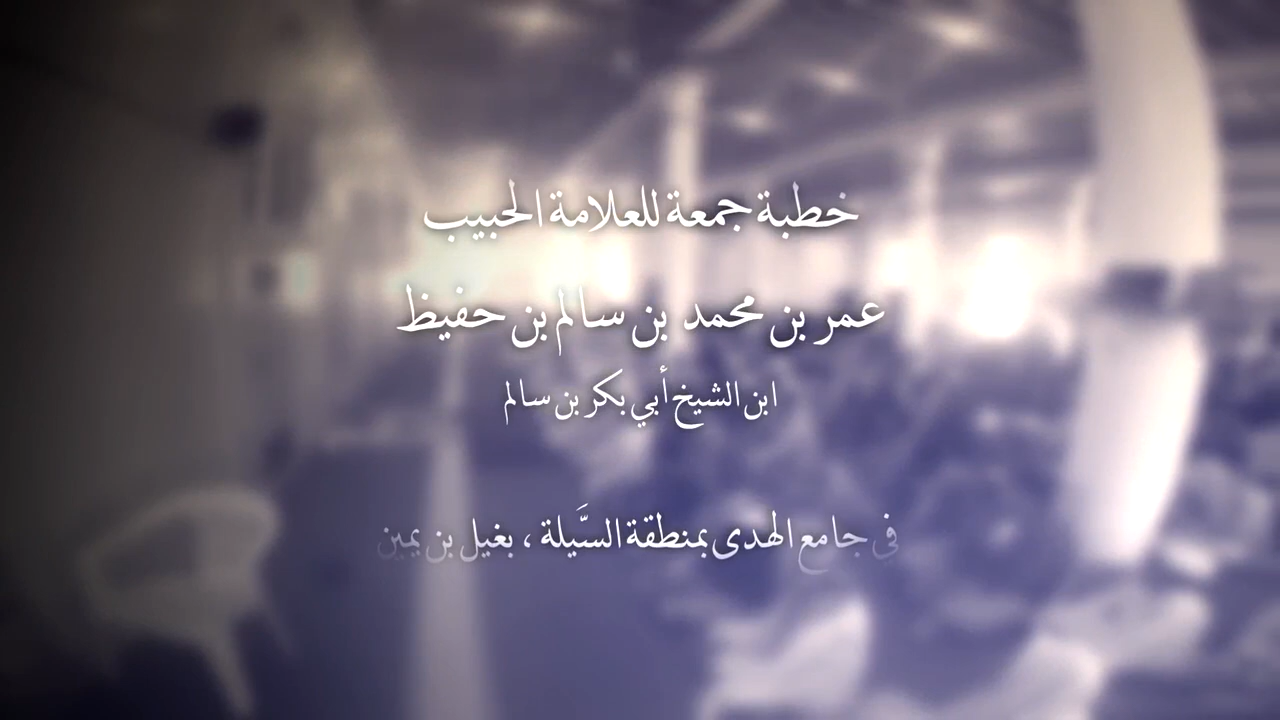 خطبة جمعة للعلامة الحبيب
عمر بن محمد بن سالم بن حفيظ
ابن الشيخ أبي بكر بن سالم
في جامع الهدى بمنطقة السَّيلة ، بغيل بن يمين